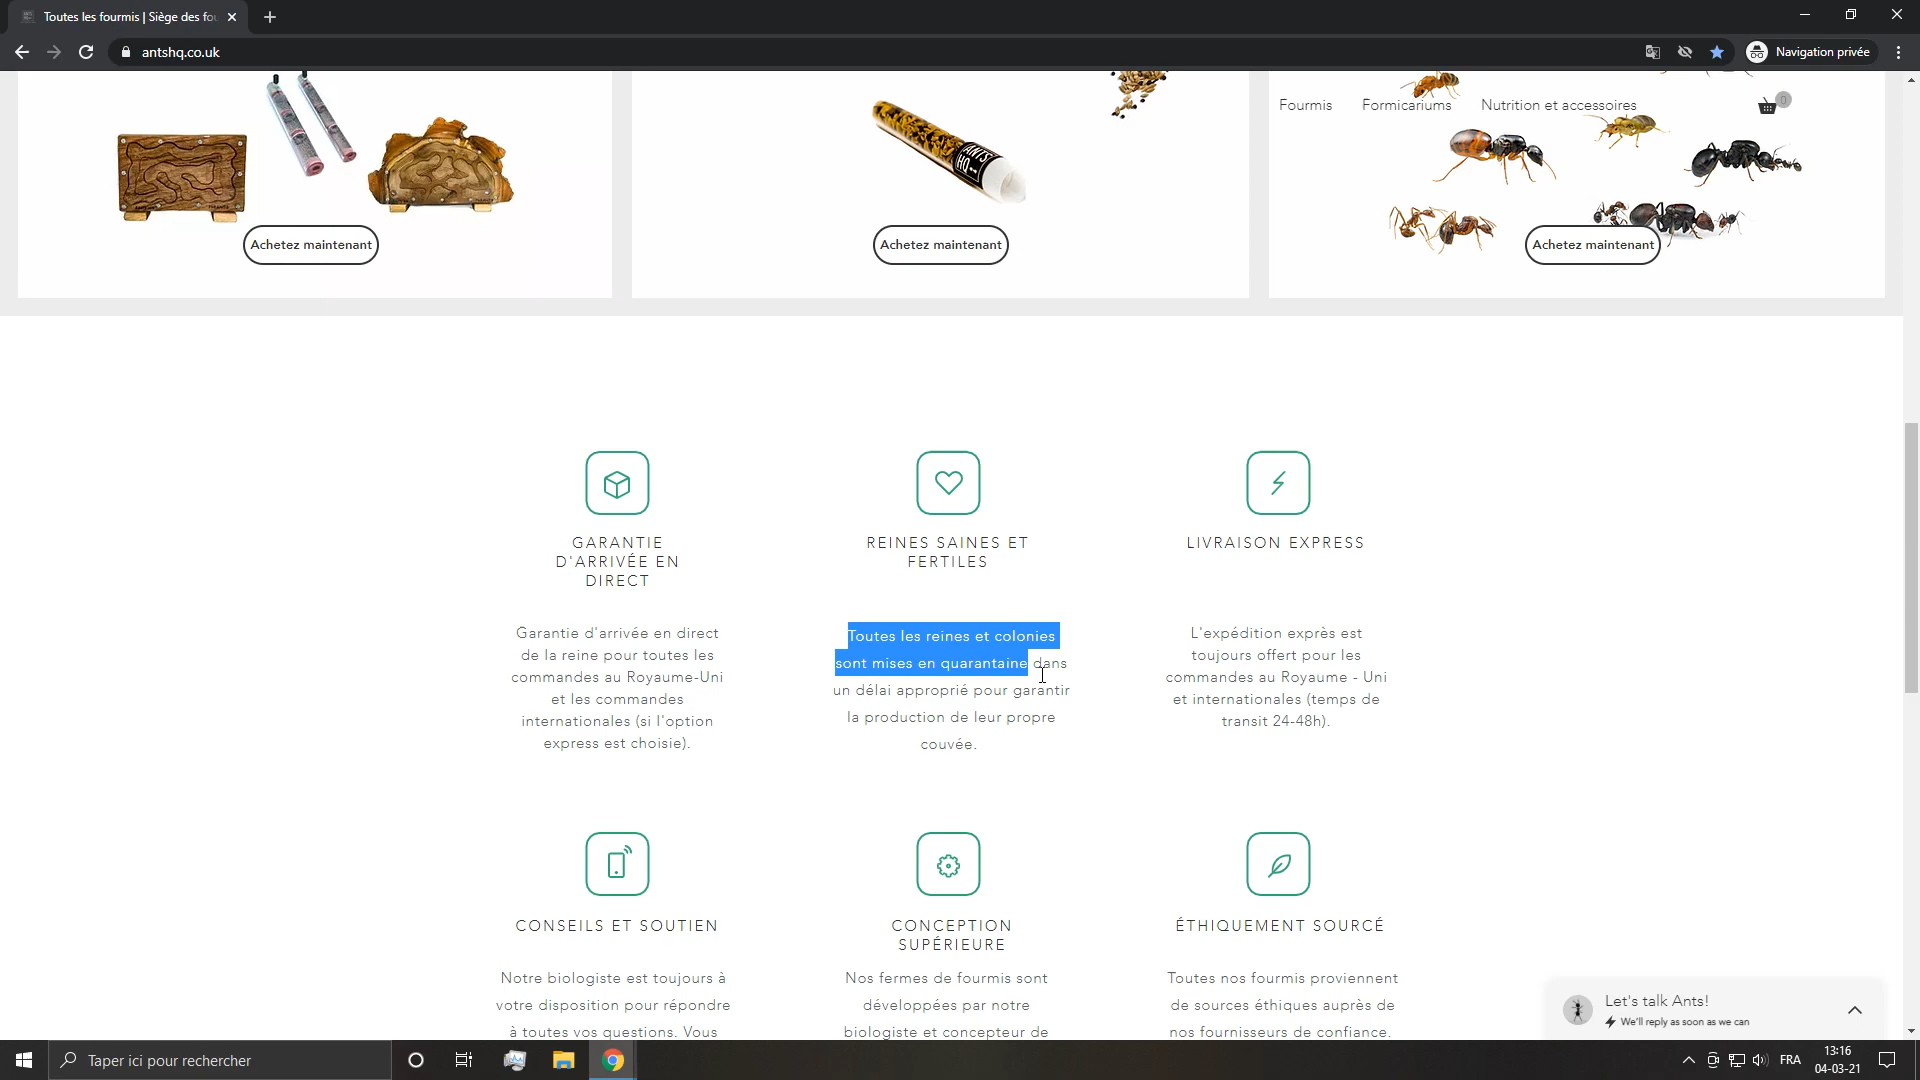 Toutes les fourmis | Siège des fou
antshq.co.uk
Navigation privée
Fourmis
Formicariums
Nutrition et accessoires
0
ANTS
HQ
Achetez maintenant
Achetez maintenant
Achetez maintenant
GARANTIE
D'ARRIVÉE EN
DIRECT
Garantie d'arrivée en direct
de la reine pour toutes les
commandes au Royaume-Uni
et les commandes
internationales (si l'option
express est choisie).
REINES SAINES ET
FERTILES
Toutes les reines et colonies
sont mises en quarantaine dans
un délai approprié pour garantir
la production de leur propre
couvée.
LIVRAISON EXPRESS
L'expédition exprès est
toujours offert pour les
commandes au Royaume - Uni
et internationales (temps de
transit 24-48h).
CONSEILS ET SOUTIEN
Notre biologiste est toujours à
votre disposition pour répondre
à toutes vos questions. Vous
CONCEPTION
SUPÉRIEURE
Nos fermes de fourmis sont
développées par notre
biologiste et concepteur de
ÉTHIQUEMENT SOURCÉ
Toutes nos fourmis proviennent
de sources éthiques auprès de
nos fournisseurs de confiance.
Let's talk Ants!
We'll reply as soon as we can
Taper ici pour rechercher
FRA
13:16
04-03-21